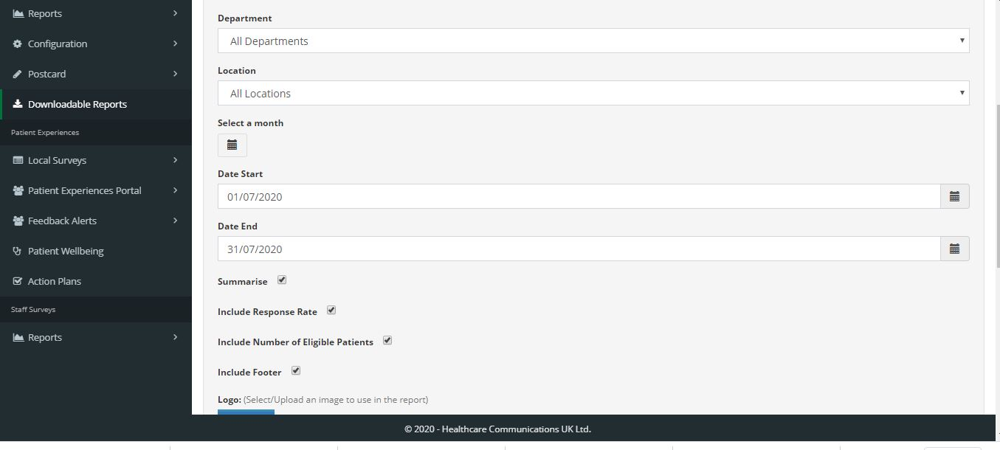 Reports
Configuration
Postcard
Downloadable Reports
Patient Experiences
Local Surveys
Patient Experiences Portal
Feedback Alerts
Patient Wellbeing
Action Plans
Staff Surveys
Reports
Department
All Departments
Location
All Locations
Select a month
Date Start
01/07/2020
Date End
31/07/2020
Summarise
Include Response Rate
Include Number of Eligible Patients
Include Footer
Logo: (Select/Upload an image to use in the report)
© 2020 - Healthcare Communications UK Ltd.